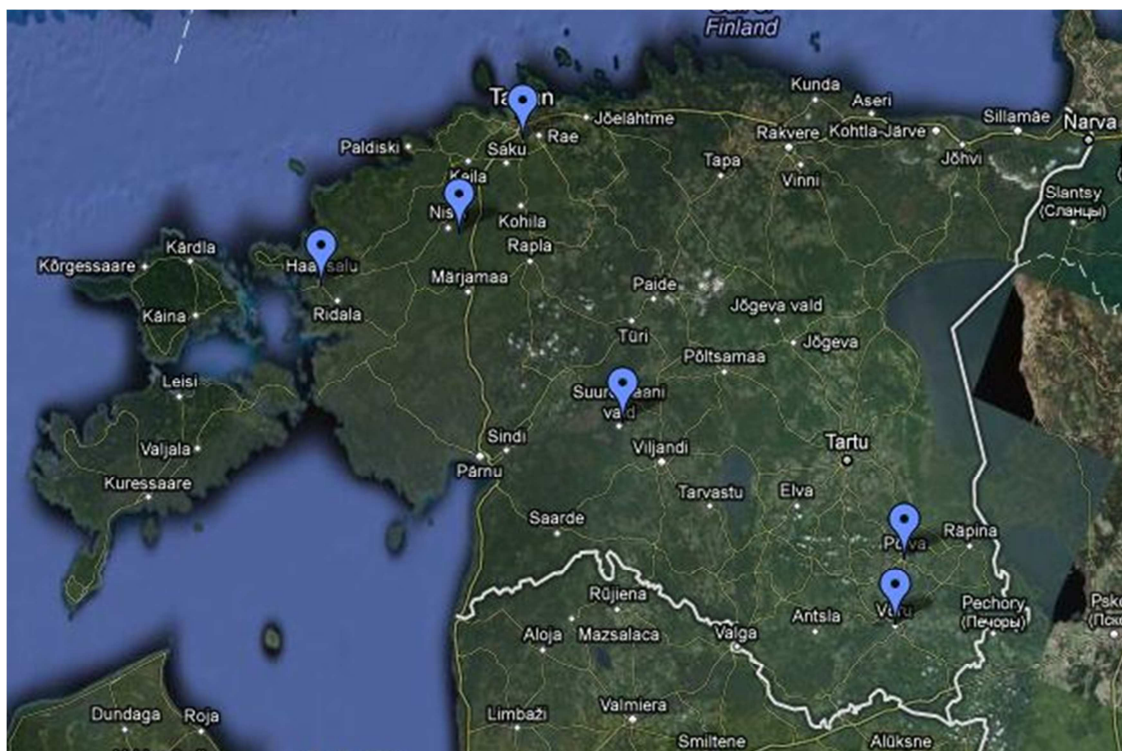 Finland
Kunda
Aseri
Jõelähtme
Sillamäe
Narva
Rae
Rakvere
Kohtla-Järve
Paldiski
Saku
Jõhvi
Tapa
Keila
Vinni
Slantsy
(Сланцы)
Kohila
Kärdla
Rapla
Kõrgessaare
Märjamaa
Paide
Ridala
Jõgeva vald
Käina
Türi
Jõgeva
Põltsamaa
Leisi
vald
Sindi
Tartu
Valjala
Viljandi
Pärnu
Kuressaare
Tarvastu
Elva
Saarde
Räpina
Rūjiena
Antsla
Pechory
(Печоры)
Aloja
Mazsalaca
Valga
Valmiera
Dundaga
Roja
Limbaži
Smiltene
Alūksne